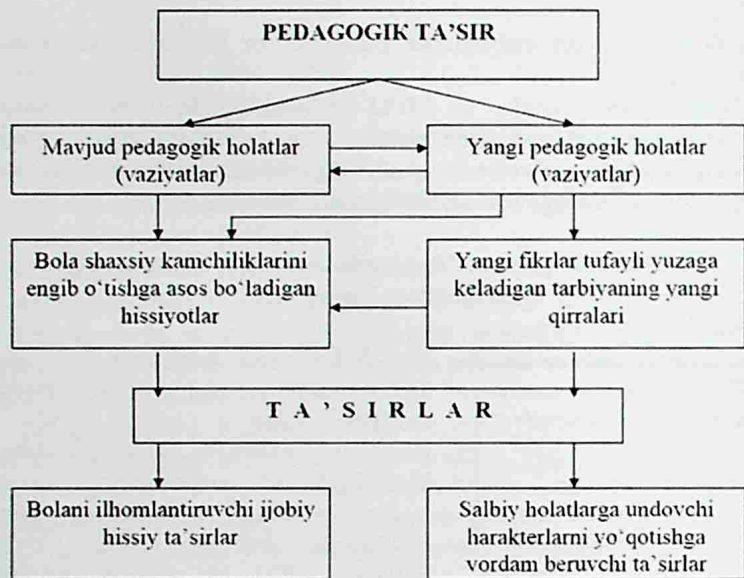 PEDAGOGIK TA’SIR
Mavjud pedagogik holatlar
(vaziyatlar)
Yangi pedagogik holatlar
(vaziyatlar)
Bola shaxsiy kamchiliklarini
engib o‘tishga asos bo‘ladigan
hissiyotlar
Yangi fikrlar tufayli yuzaga
keladigan tarbiyaning yangi
qirralari
T A ’ S I R L A R
Bolani ilhomlantiruvchi ijobiy
hissiy ta’sirlar
Salbiy holatlarga undovchi
harakterlarni yo‘qotishga
vordam beruvchi ta’sirlar